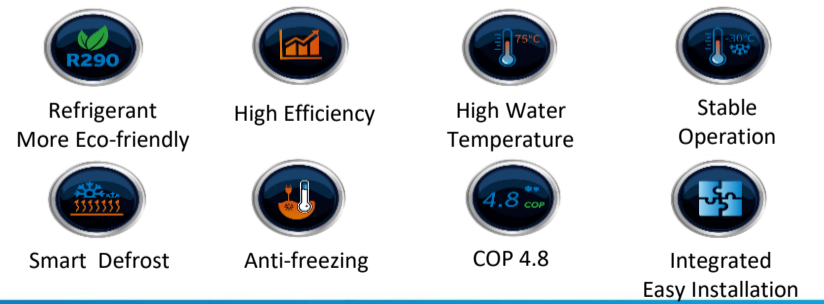 R290
75°C
-30°C
Refrigerant
More Eco-friendly
High Efficiency
High Water
Temperature
Stable
Operation
4.8 COP
Smart Defrost
Anti-freezing
COP 4.8
Integrated
Easy Installation